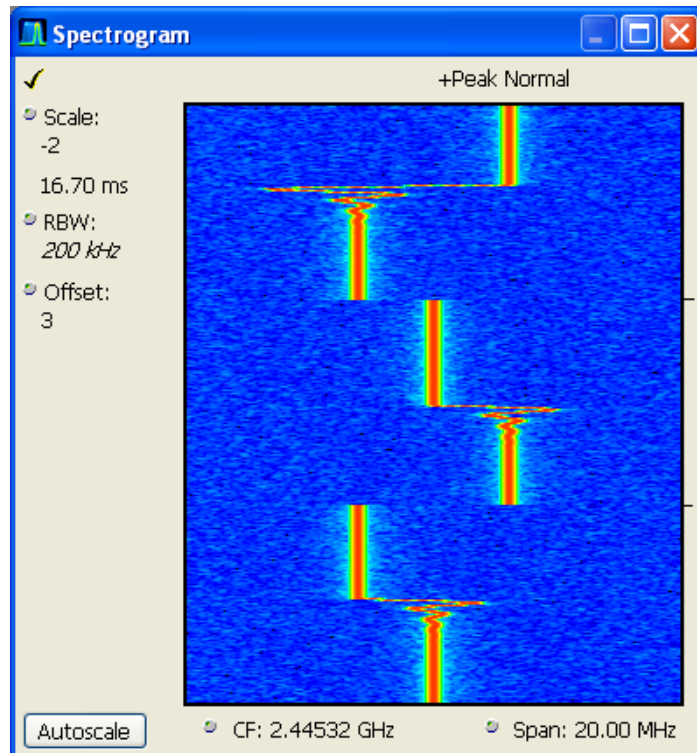 Spectrogram
+Peak Normal
Scale:
-2
16.70 ms
RBW:
200 kHz
Offset:
3
Autoscale
CF: 2.44532 GHz
Span: 20.00 MHz